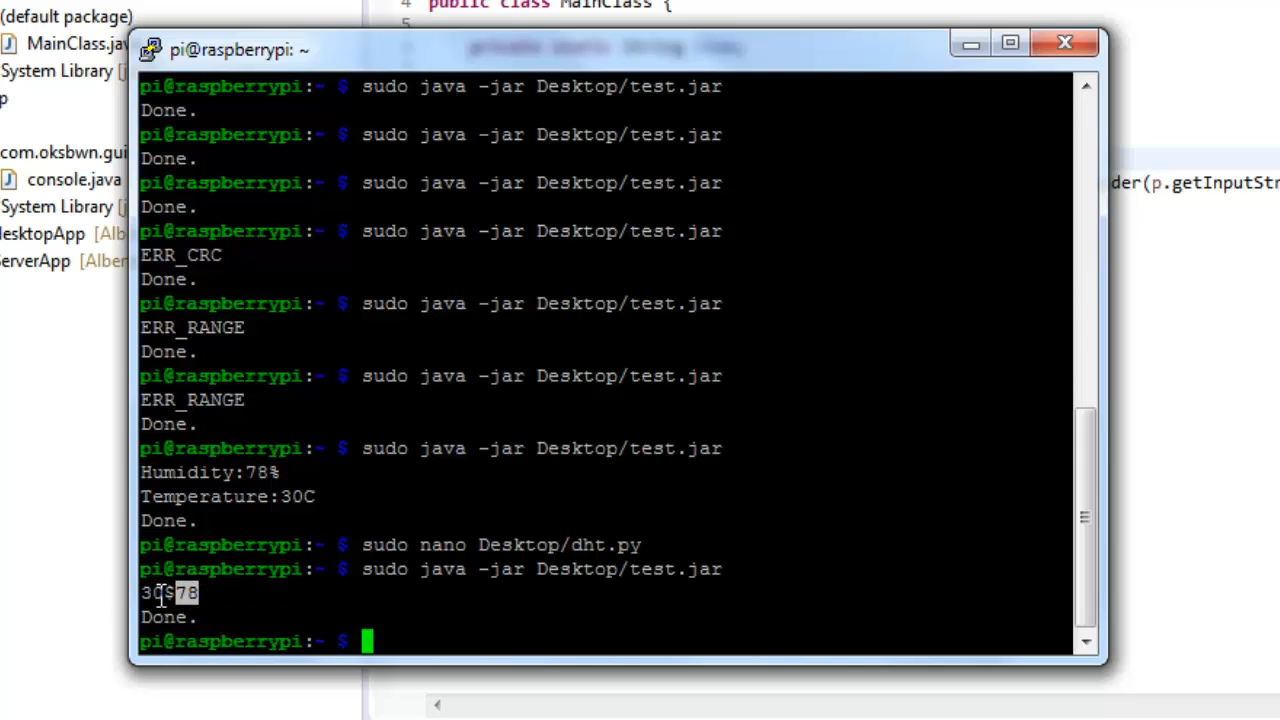 (default package)
4 public class MainClass {
5
MainClass.jav
pi@raspberrypi: ~
System Library [j
p
pi@raspberrypi:~ $ sudo java -jar Desktop/test.jar
Done.
pi@raspberrypi:~ $ sudo java -jar Desktop/test.jar
Done.
com.oksbwn.gui
pi@raspberrypi:~ $ sudo java -jar Desktop/test.jar
console.java
der(p.getInputStr
Done.
System Library [j
pi@raspberrypi:~ $ sudo java -jar Desktop/test.jar
esktopApp [Alb
ERR_CRC
erverApp [Alber
Done.
pi@raspberrypi:~ $ sudo java -jar Desktop/test.jar
ERR_RANGE
Done.
pi@raspberrypi:~ $ sudo java -jar Desktop/test.jar
ERR_RANGE
Done.
pi@raspberrypi:~ $ sudo java -jar Desktop/test.jar
Humidity:78%
Temperature:30C
Done.
pi@raspberrypi:~ $ sudo nano Desktop/dht.py
pi@raspberrypi:~ $ sudo java -jar Desktop/test.jar
30$78
Done.
pi@raspberrypi:~ $